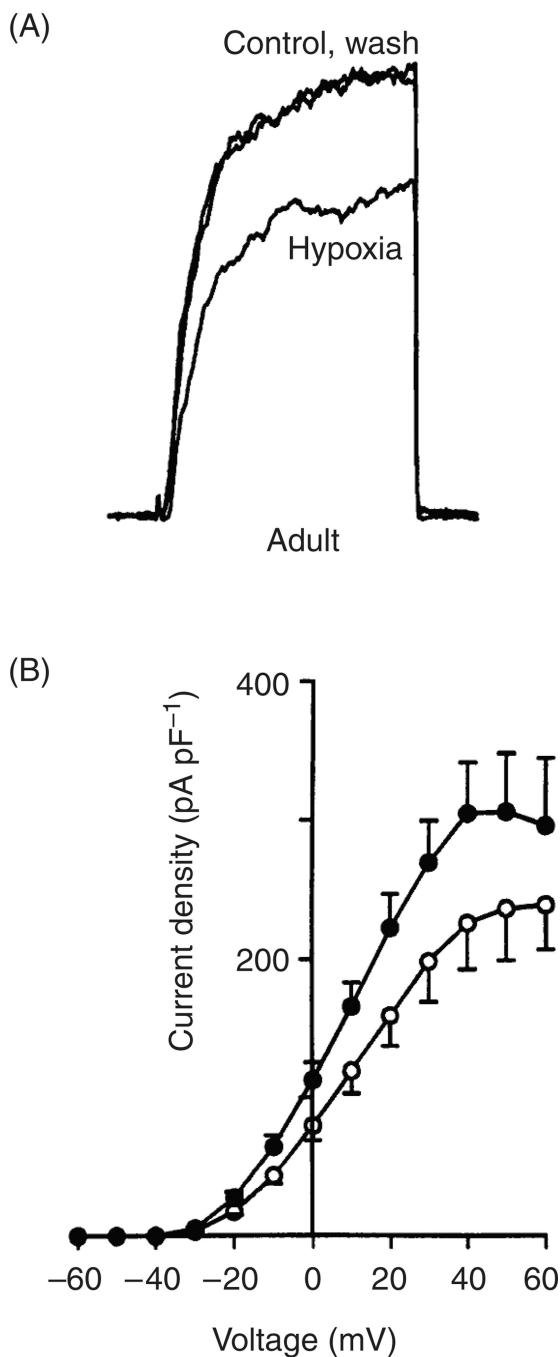 (A)
Control, wash
Hypoxia
Adult
(B)
Current density (pA pF⁻¹)
400
200
−60 −40 −20 0 20 40 60
Voltage (mV)